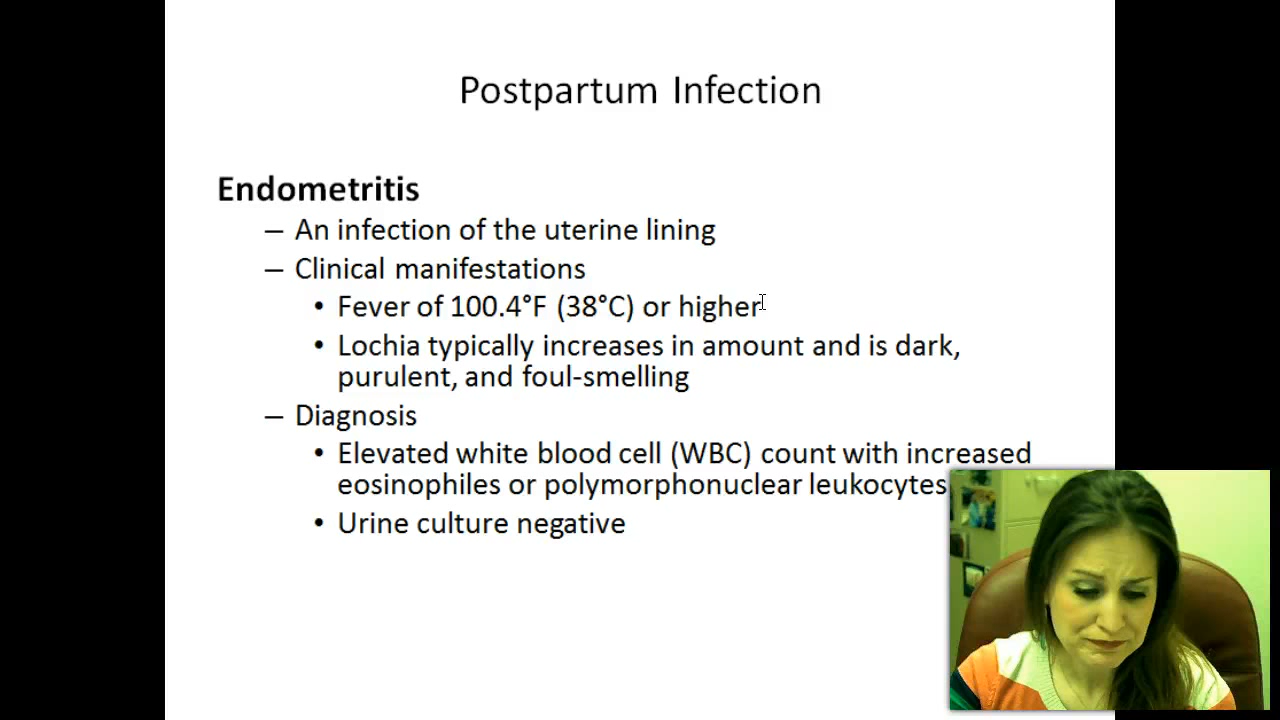 Postpartum Infection
Endometritis
– An infection of the uterine lining
– Clinical manifestations
• Fever of 100.4°F (38°C) or higher
• Lochia typically increases in amount and is dark,
purulent, and foul-smelling
– Diagnosis
• Elevated white blood cell (WBC) count with increased
eosinophiles or polymorphonuclear leukocytes
• Urine culture negative